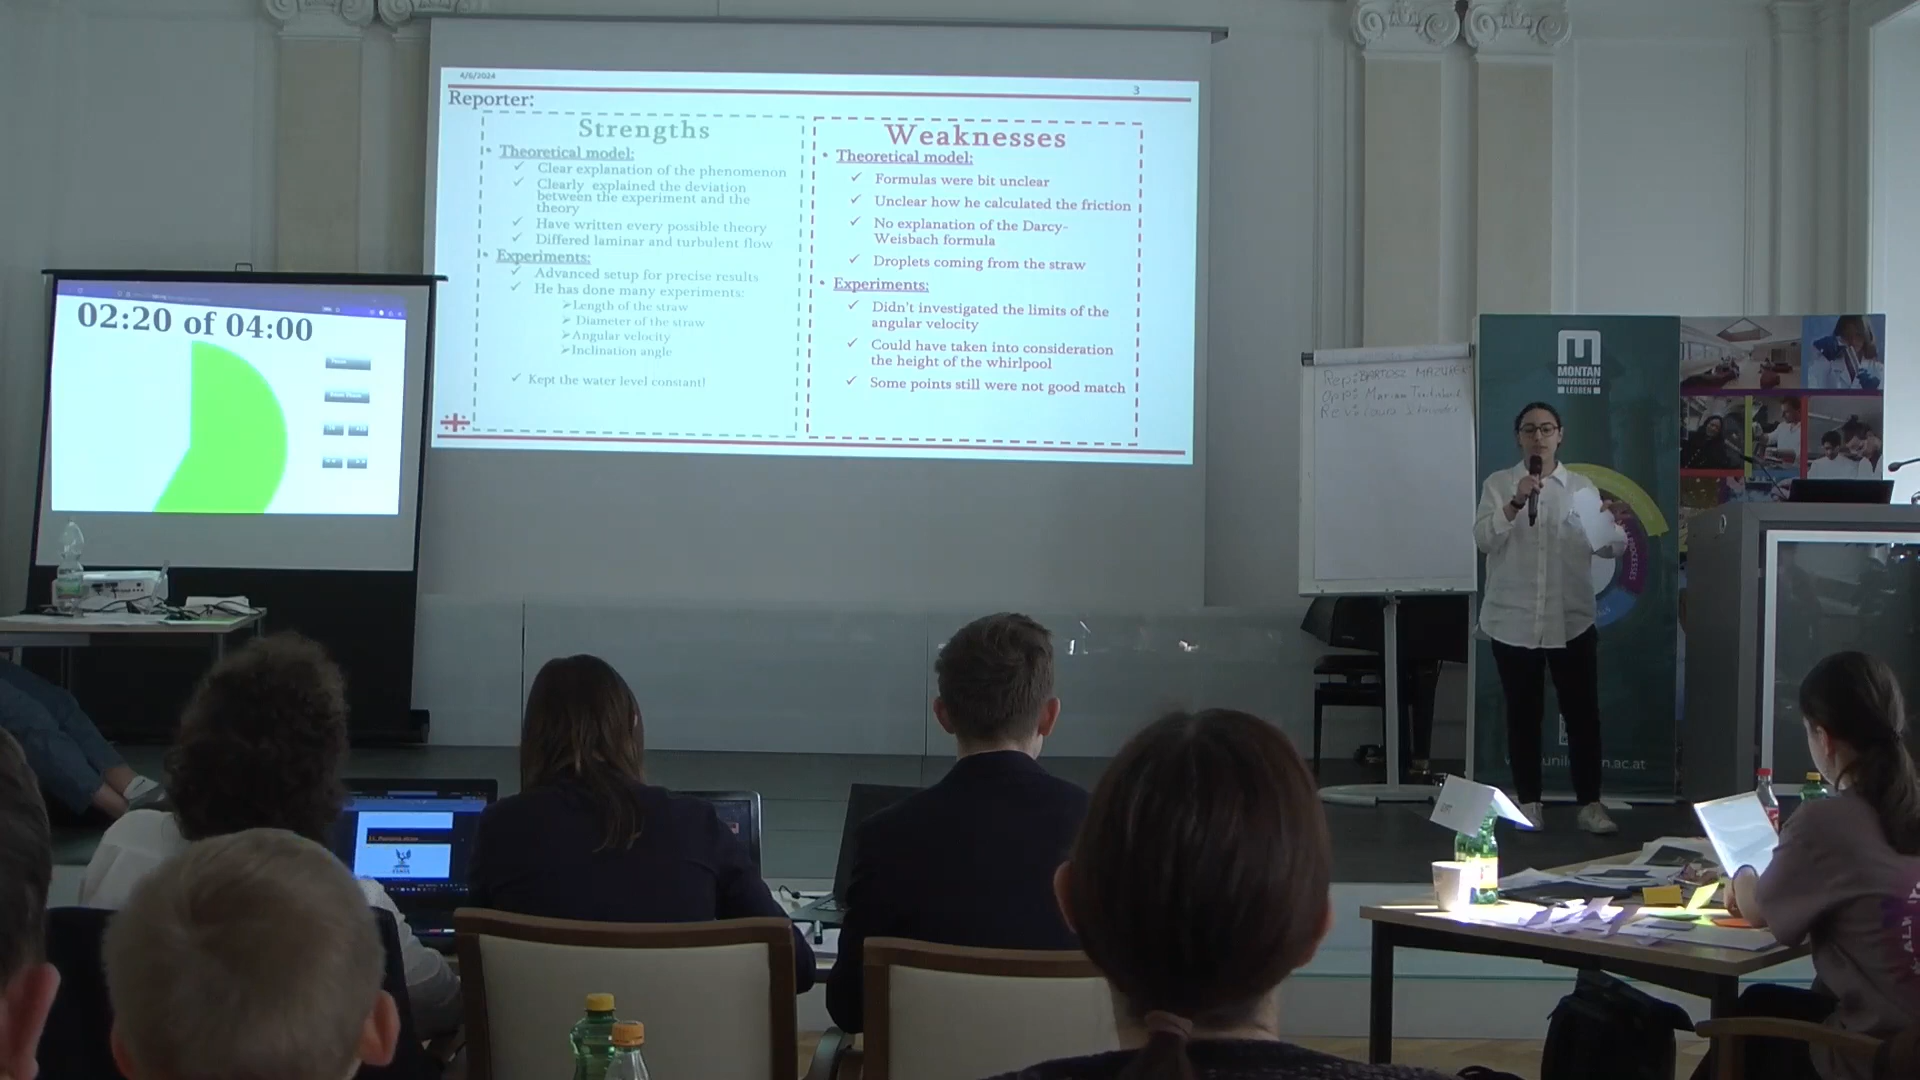 4/6/2024
3
Reporter:
Strengths
Theoretical model:
Clear explanation of the phenomenon
Clearly explained the deviation
between the experiment and the
theory
Have written every possible theory
Differed laminar and turbulent flow
Experiments:
Advanced setup for precise results
He has done many experiments:
Length of the straw
Diameter of the straw
Angular velocity
Inclination angle
Kept the water level constant!
Weaknesses
Theoretical model:
Formulas were bit unclear
Unclear how he calculated the friction
No explanation of the Darcy-
Weisbach formula
Droplets coming from the straw
Experiments:
Didn't investigated the limits of the
angular velocity
Could have taken into consideration
the height of the whirlpool
Some points still were not good match
02:20 of 04:00
Rep: BARTOSZ
Opp:
Rev: Laura
MONTAN
UNIVERSITÄT
LEOBEN